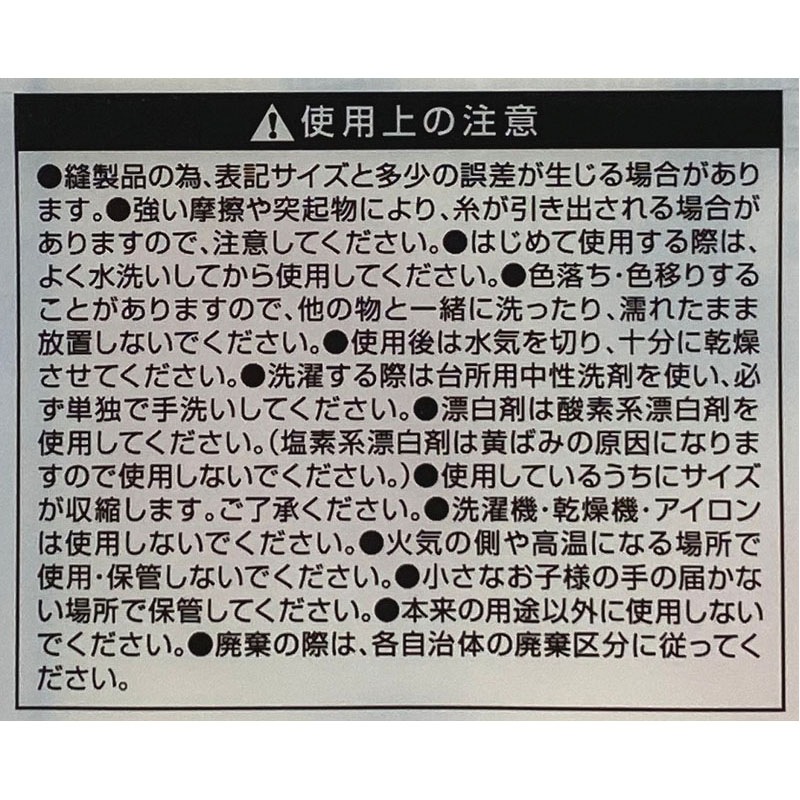 ⚠使用上の注意
●縫製品の為、表記サイズと多少の誤差が生じる場合があり
ます。●強い摩擦や突起物により、糸が引き出される場合が
ありますので、注意してください。●はじめて使用する際は、
よく水洗いしてから使用してください。●色落ち・色移りする
ことがありますので、他の物と一緒に洗ったり、濡れたまま
放置しないでください。●使用後は水気を切り、十分に乾燥
させてください。●洗濯する際は台所用中性洗剤を使い、必
ず単独で手洗いしてください。●漂白剤は酸素系漂白剤を
使用してください。(塩素系漂白剤は黄ばみの原因になりま
すので使用しないでください。)●使用しているうちにサイズ
が収縮します。ご了承ください。●洗濯機・乾燥機・アイロン
は使用しないでください。●火気の側や高温になる場所で
使用・保管しないでください。●小さなお子様の手の届かな
い場所で保管してください。●本来の用途以外に使用しない
でください。●廃棄の際は、各自治体の廃棄区分に従ってく
ださい。